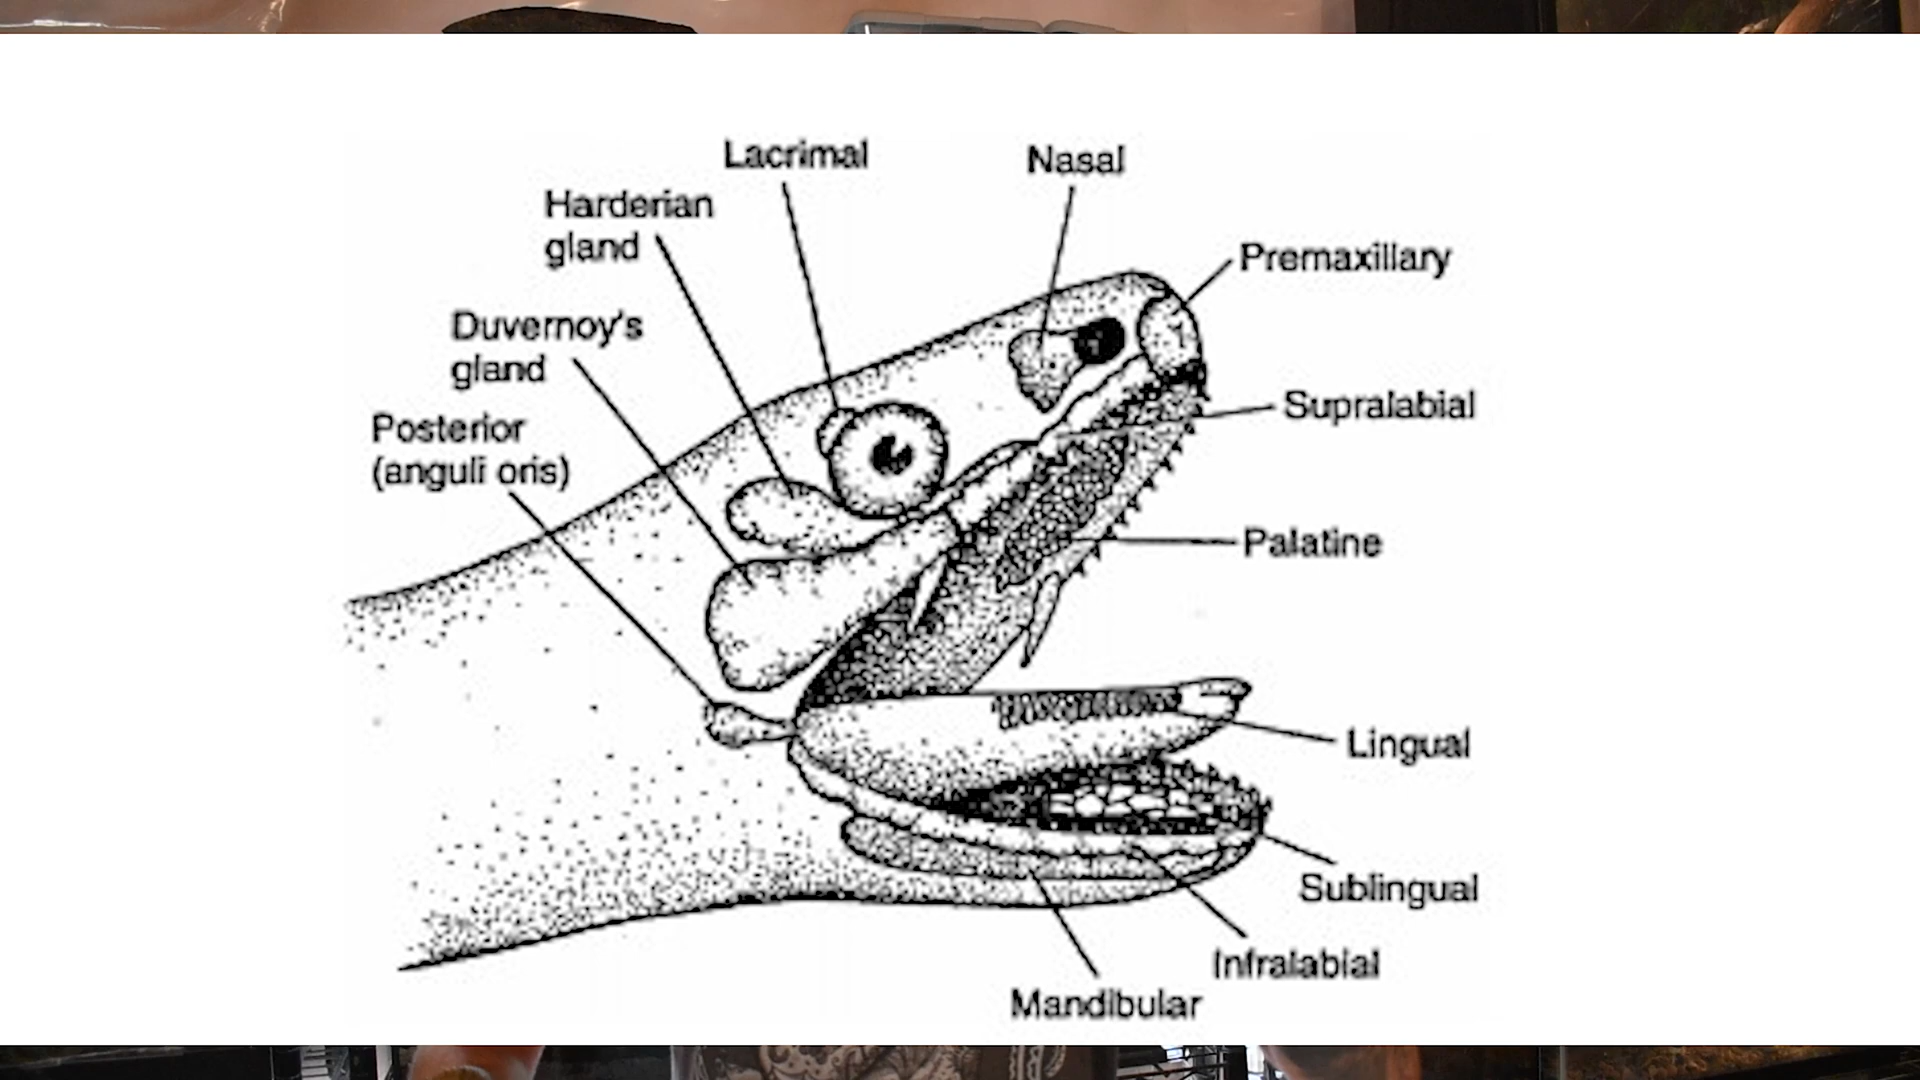 Lacrimal
Nasal
Harderian
gland
Premaxillary
Duvernoy's
gland
Supralabial
Posterior
(anguli oris)
Palatine
Lingual
Sublingual
Infralabial
Mandibular